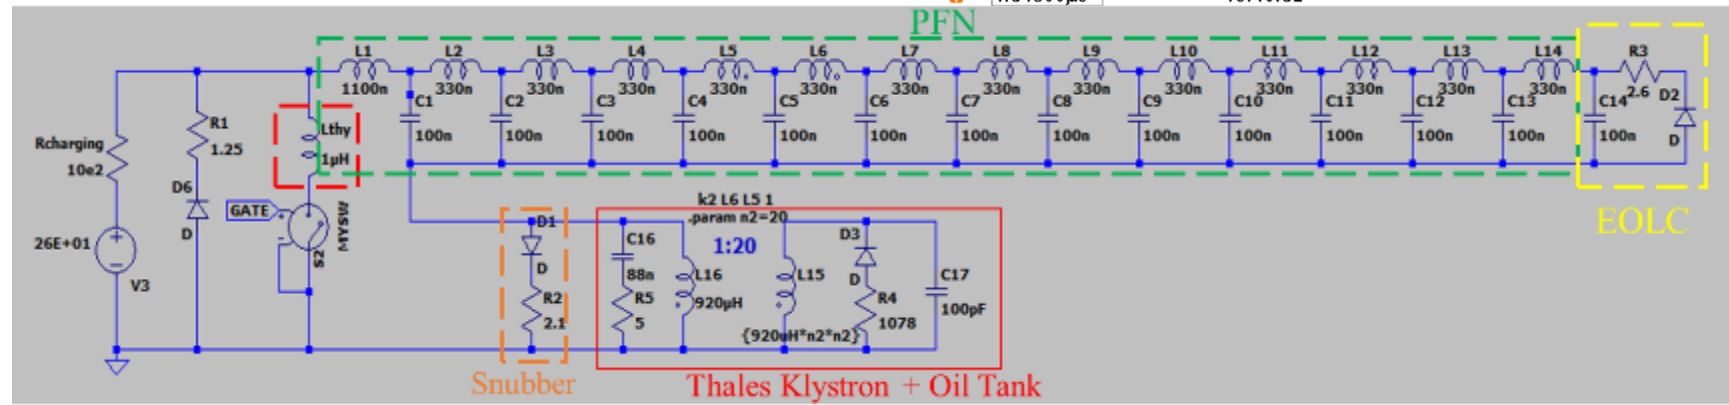 PFN
L1 L2 L3 L4 L5 L6 L7 L8 L9 L10 L11 L12 L13 L14 R3
1100n 330n 330n 330n 330n 330n 330n 330n 330n 330n 330n 330n 330n 330n 2.6
C1 C2 C3 C4 C5 C6 C7 C8 C9 C10 C11 C12 C13 C14 D2
100n 100n 100n 100n 100n 100n 100n 100n 100n 100n 100n 100n 100n 100n D
R1
1.25
Lthy
1µH
Rcharging
10e2
D6
D
GATE
MYSW
S2
26E+01
V3
EOLC
k2 L6 L5 1
.param n2=20
1:20
D1
D
R2
2.1
C16
88n
R5
5
L16
920µH
L15
{920uH*n2*n2}
D3
D
R4
1078
C17
100pF
Snubber
Thales Klystron + Oil Tank